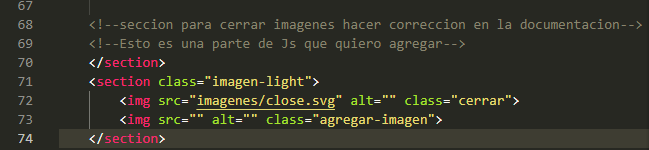 67
68 <!--seccion para cerrar imagenes hacer correccion en la documentacion-->
69 <!--Esto es una parte de Js que quiero agregar-->
70 </section>
71 <section class="imagen-light">
72 <img src="imagenes/close.svg" alt="" class="cerrar">
73 <img src="" alt="" class="agregar-imagen">
74 </section>